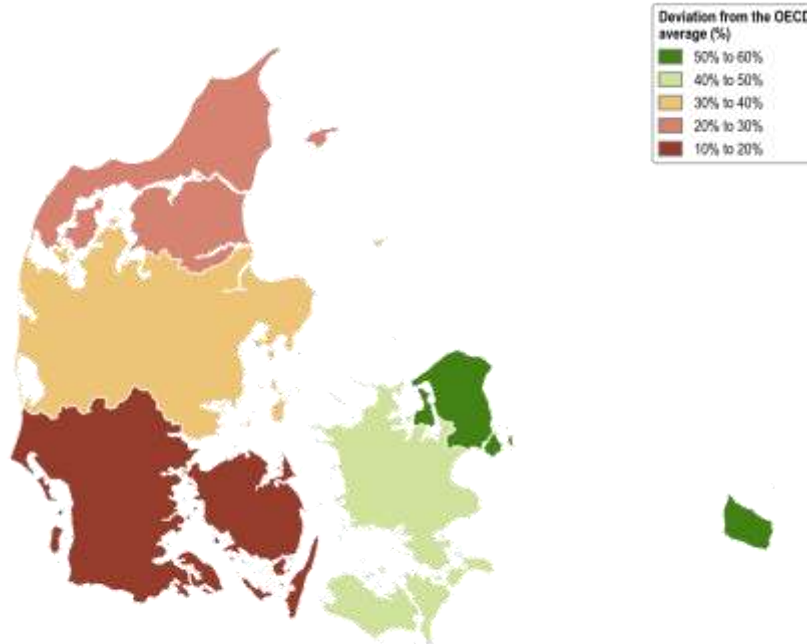 Deviation from the OECD
average (%)
50% to 60%
40% to 50%
30% to 40%
20% to 30%
10% to 20%